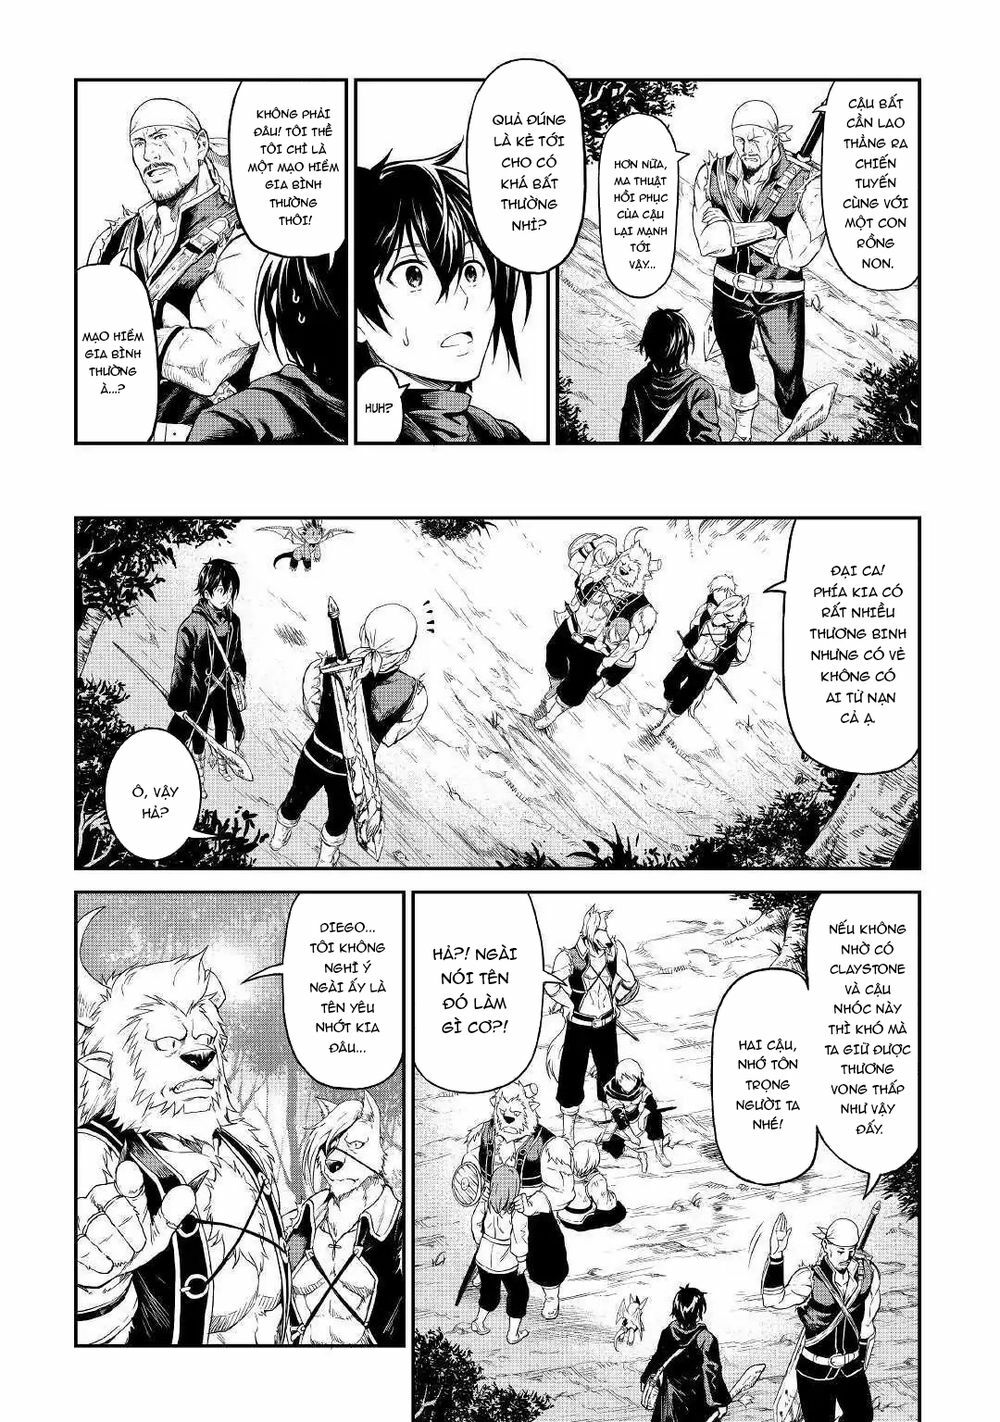 CẬU BẤT
CẦN LAO
THẲNG RA
CHIẾN
TUYẾN
CÙNG VỚI
MỘT CON
RỒNG
NON.
HƠN NỮA,
MA THUẬT
HỒI PHỤC
CỦA CẬU
LẠI MẠNH
TỚI
VẬY...
QUẢ ĐÚNG
LÀ KẺ TỚI
CHO CÓ
KHÁ BẤT
THƯỜNG
NHỈ?
HUH?
KHÔNG PHẢI
ĐÂU! TÔI THỀ
TÔI CHỈ LÀ
MỘT MẠO HIỂM
GIA BÌNH
THƯỜNG
THÔI!
MẠO HIỂM
GIA BÌNH
THƯỜNG
À...?
ĐẠI CA!
PHÍA KIA CÓ
RẤT NHIỀU
THƯƠNG BINH
NHƯNG CÓ VẺ
KHÔNG CÓ
AI TỬ NẠN
CẢ Ạ.
Ồ, VẬY
HẢ?
NẾU KHÔNG
NHỜ CÓ
CLAYSTONE
VÀ CẬU
NHÓC NÀY
THÌ KHÓ MÀ
TA GIỮ ĐƯỢC
THƯƠNG
VONG THẤP
NHƯ VẬY
ĐẤY.
HAI CẬU,
NHỚ TÔN
TRỌNG
NGƯỜI TA
NHÉ!
HẢ?! NGÀI
NÓI TÊN
ĐÓ LÀM
GÌ CƠ?!
DIEGO...
TÔI KHÔNG
NGHĨ Ý
NGÀI ẤY LÀ
TÊN YÊU
NHỚT KIA
ĐÂU...